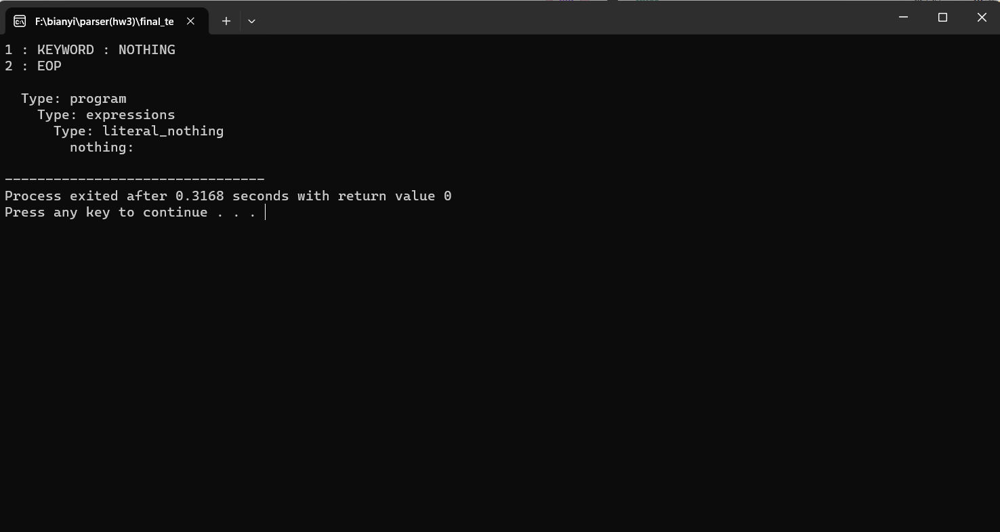 F:\bianyi\parser(hw3)\final_te
1 : KEYWORD : NOTHING
2 : EOP
Type: program
Type: expressions
Type: literal_nothing
nothing:
--------------------------------
Process exited after 0.3168 seconds with return value 0
Press any key to continue . . .